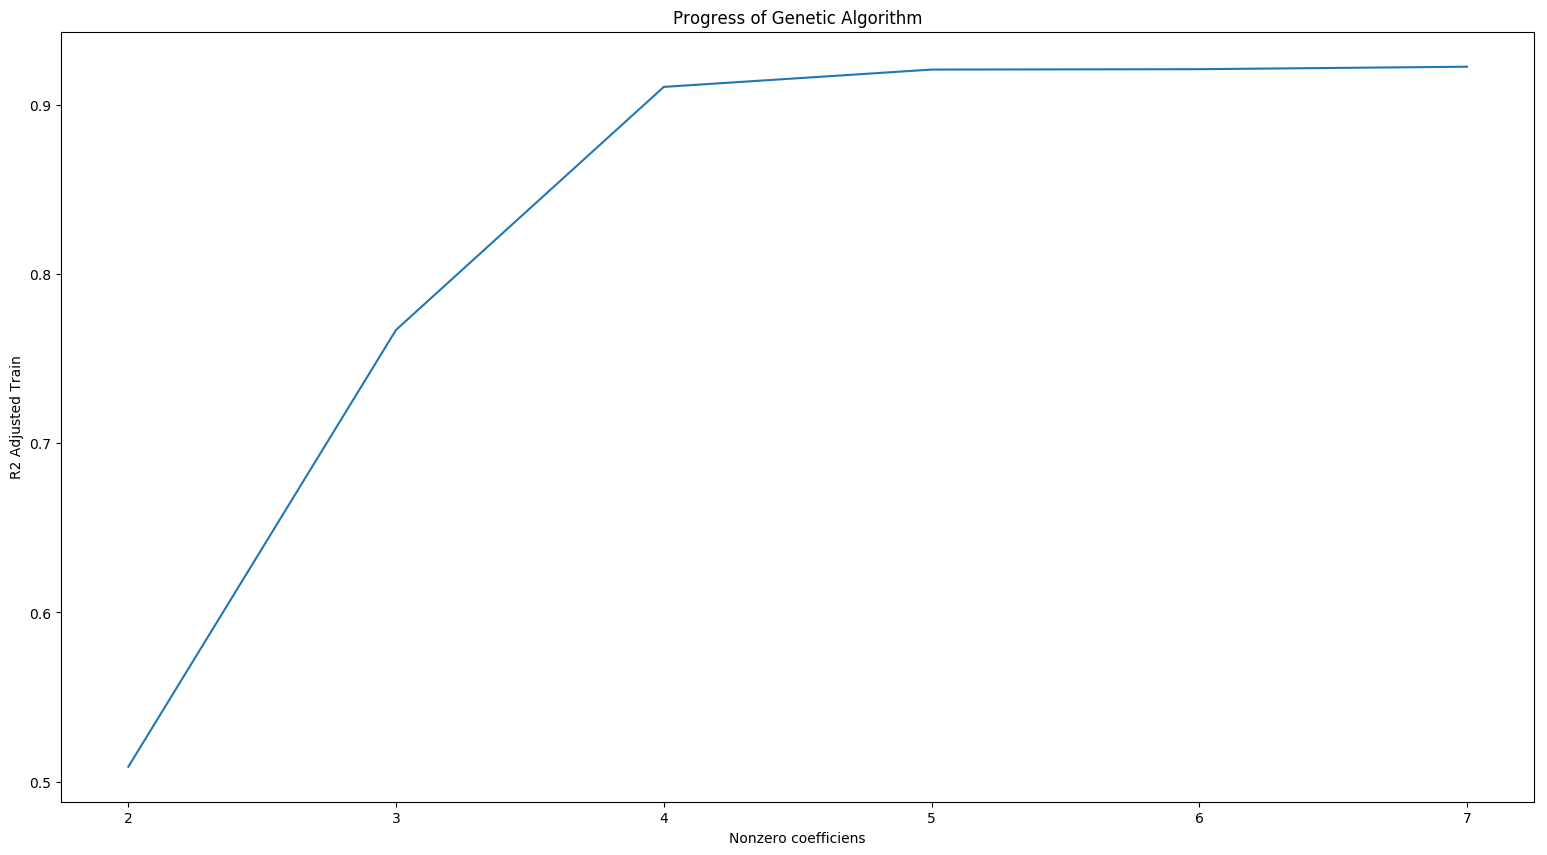 Progress of Genetic Algorithm
R2 Adjusted Train
0.9
0.8
0.7
0.6
0.5
2 3 4 5 6 7
Nonzero coefficiens